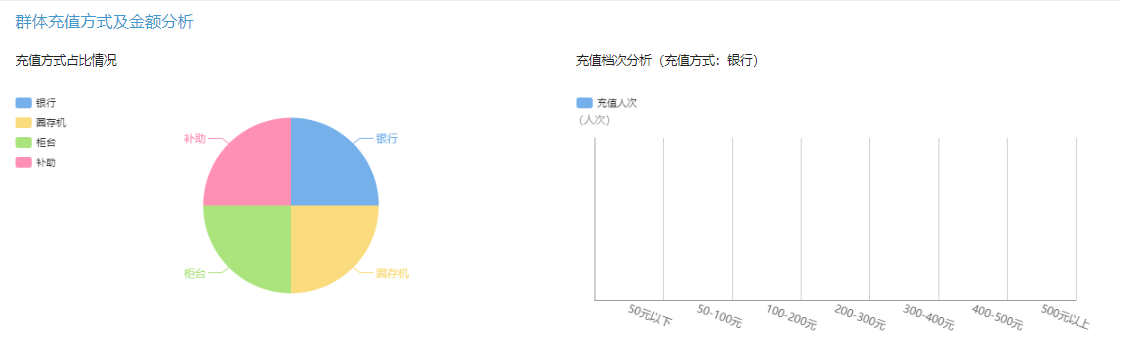 群体充值方式及金额分析
充值方式占比情况
银行
圈存机
柜台
补助
补助
银行
柜台
圈存机
充值档次分析（充值方式：银行）
充值人次
（人次）
50元以下
50-100元
100-200元
200-300元
300-400元
400-500元
500元以上